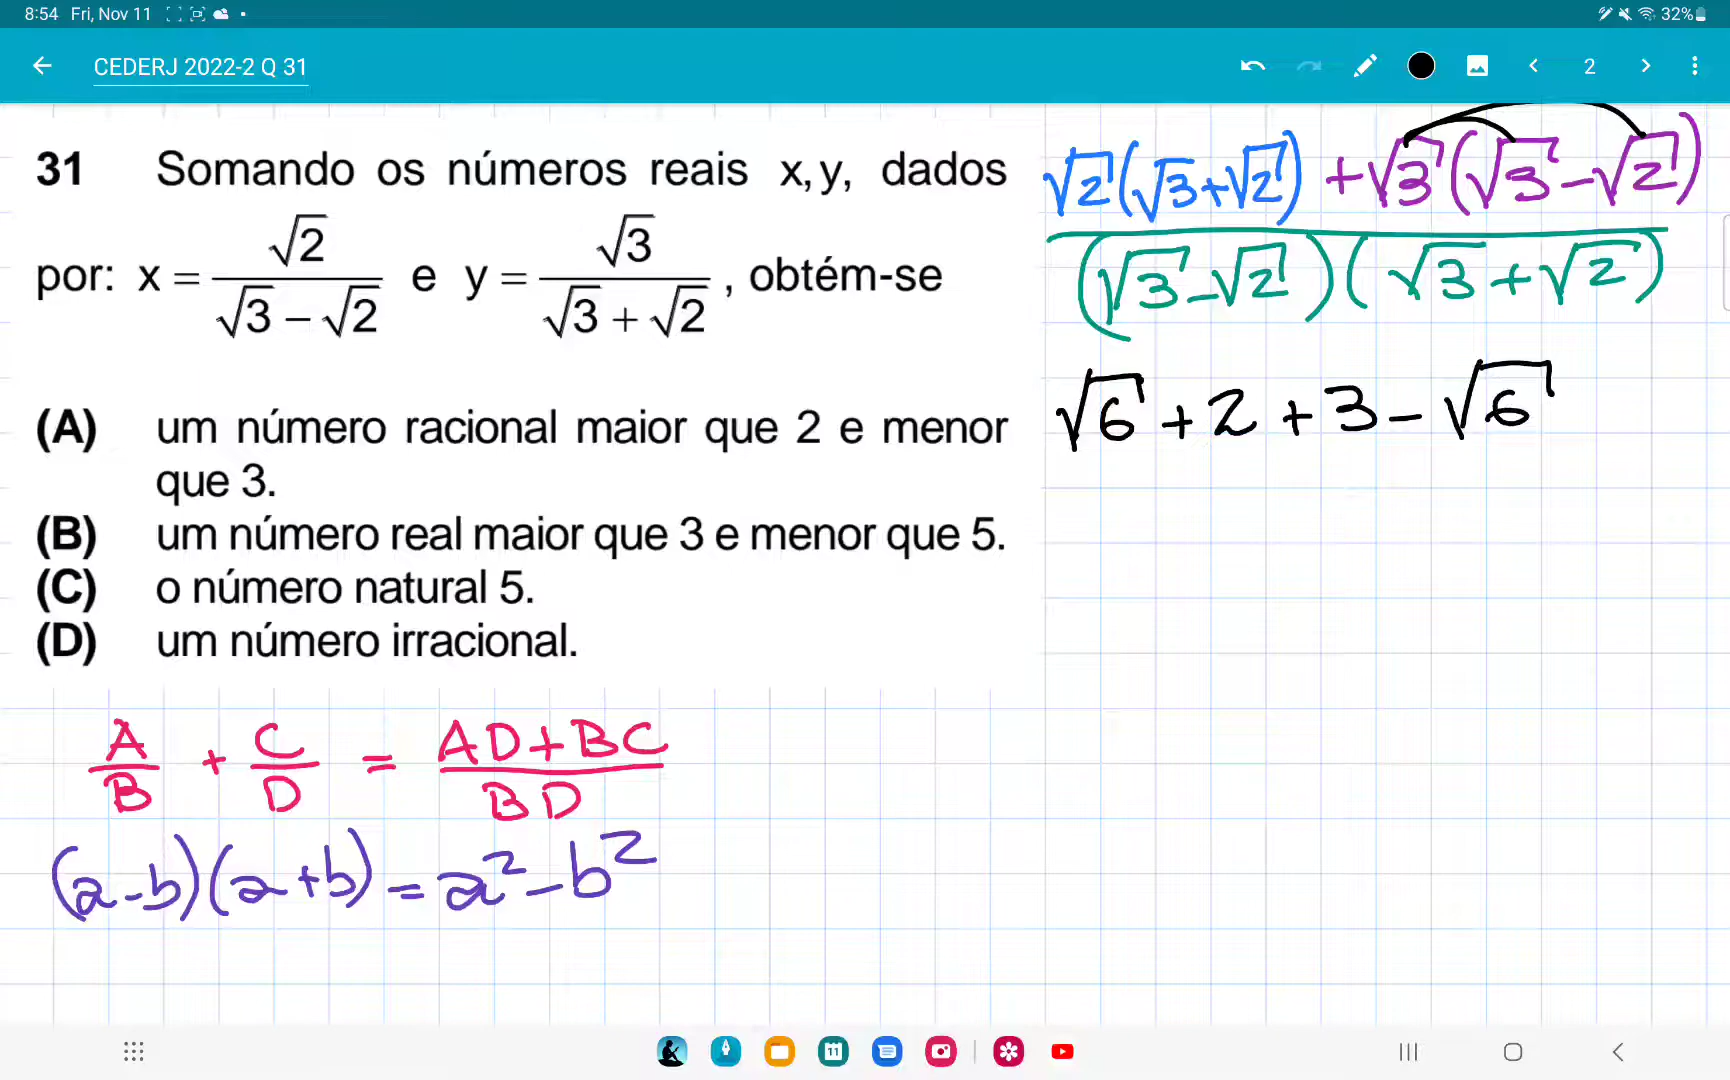 8:54 Fri, Nov 11
32%
CEDERJ 2022-2 Q 31
2
31 Somando os números reais x, y, dados
por: x = √2/(√3 − √2) e y = √3/(√3 + √2), obtém-se
(A) um número racional maior que 2 e menor
que 3.
(B) um número real maior que 3 e menor que 5.
(C) o número natural 5.
(D) um número irracional.
A/B + C/D = (AD+BC)/BD
(a-b)(a+b) = a² - b²
√2(√3+√2) + √3(√3-√2)
(√3-√2)(√3+√2)
√6 + 2 + 3 - √6
11